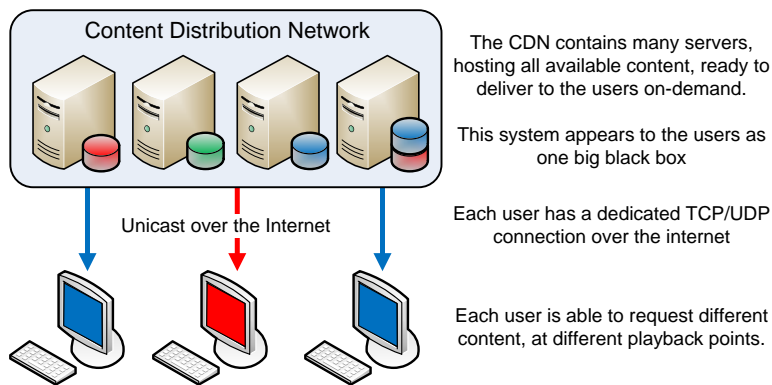 Content Distribution Network
The CDN contains many servers,
hosting all available content, ready to
deliver to the users on-demand.
This system appears to the users as
one big black box
Unicast over the Internet
Each user has a dedicated TCP/UDP
connection over the internet
Each user is able to request different
content, at different playback points.